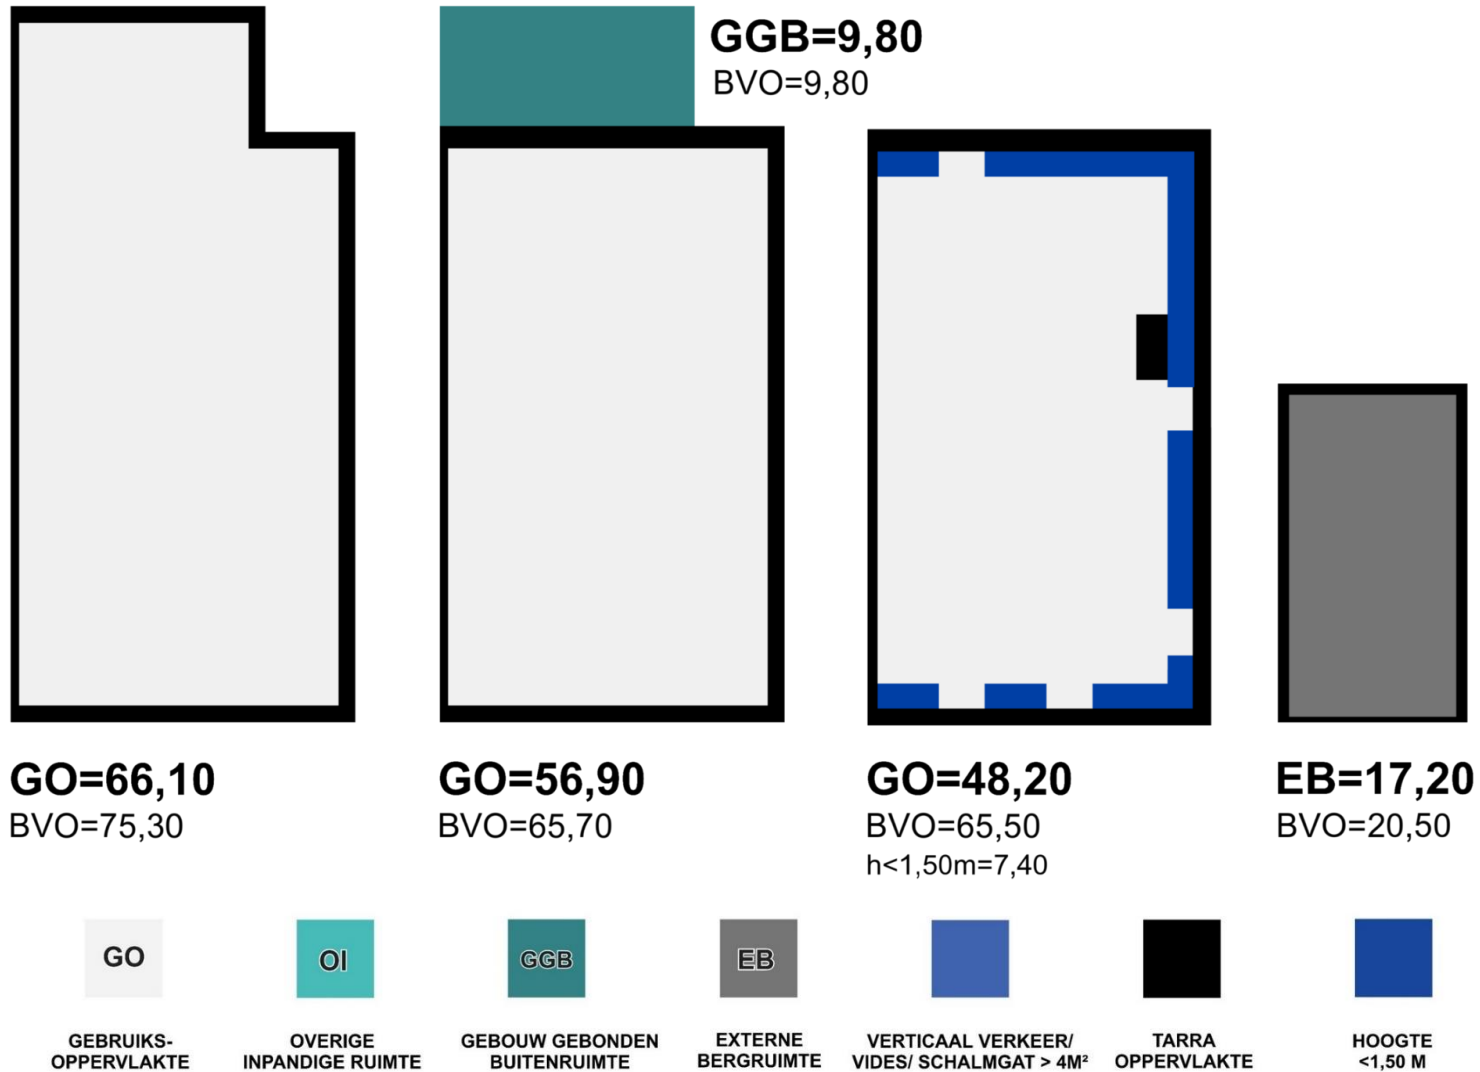 GGB=9,80
BVO=9,80
GO=66,10
BVO=75,30
GO=56,90
BVO=65,70
GO=48,20
BVO=65,50
h<1,50m=7,40
EB=17,20
BVO=20,50
GO
OI
GGB
EB
GEBRUIKS-
OPPERVLAKTE
OVERIGE
INPANDIGE RUIMTE
GEBOUW GEBONDEN
BUITENRUIMTE
EXTERNE
BERGRUIMTE
VERTICAAL VERKEER/
VIDES/ SCHALMGAT > 4M²
TARRA
OPPERVLAKTE
HOOGTE
<1,50 M